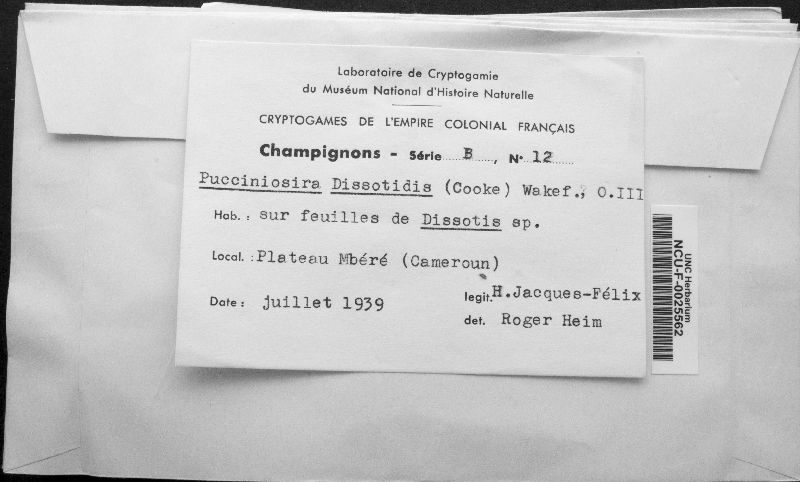 Laboratoire de Cryptogamie
du Muséum National d'Histoire Naturelle
CRYPTOGAMES DE L'EMPIRE COLONIAL FRANÇAIS
Champignons - Série B, N° 12
Pucciniosira Dissotidis (Cooke) Wakef., O.III
Hab. : sur feuilles de Dissotis sp.
Local. : Plateau Mbéré (Cameroun)
legit. H. Jacques-Félix
Date : juillet 1939
det. Roger Heim
UNC Herbarium
NCU-F-0025562